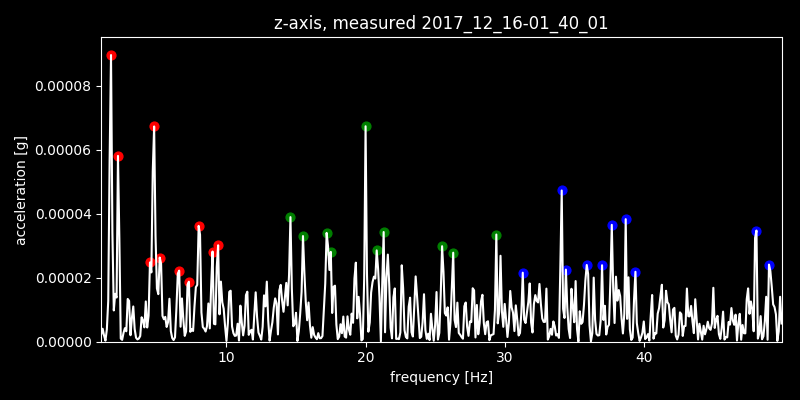 z-axis, measured 2017_12_16-01_40_01
0.00008
0.00006
0.00004
0.00002
0.00000
acceleration [g]
10 20 30 40
frequency [Hz]